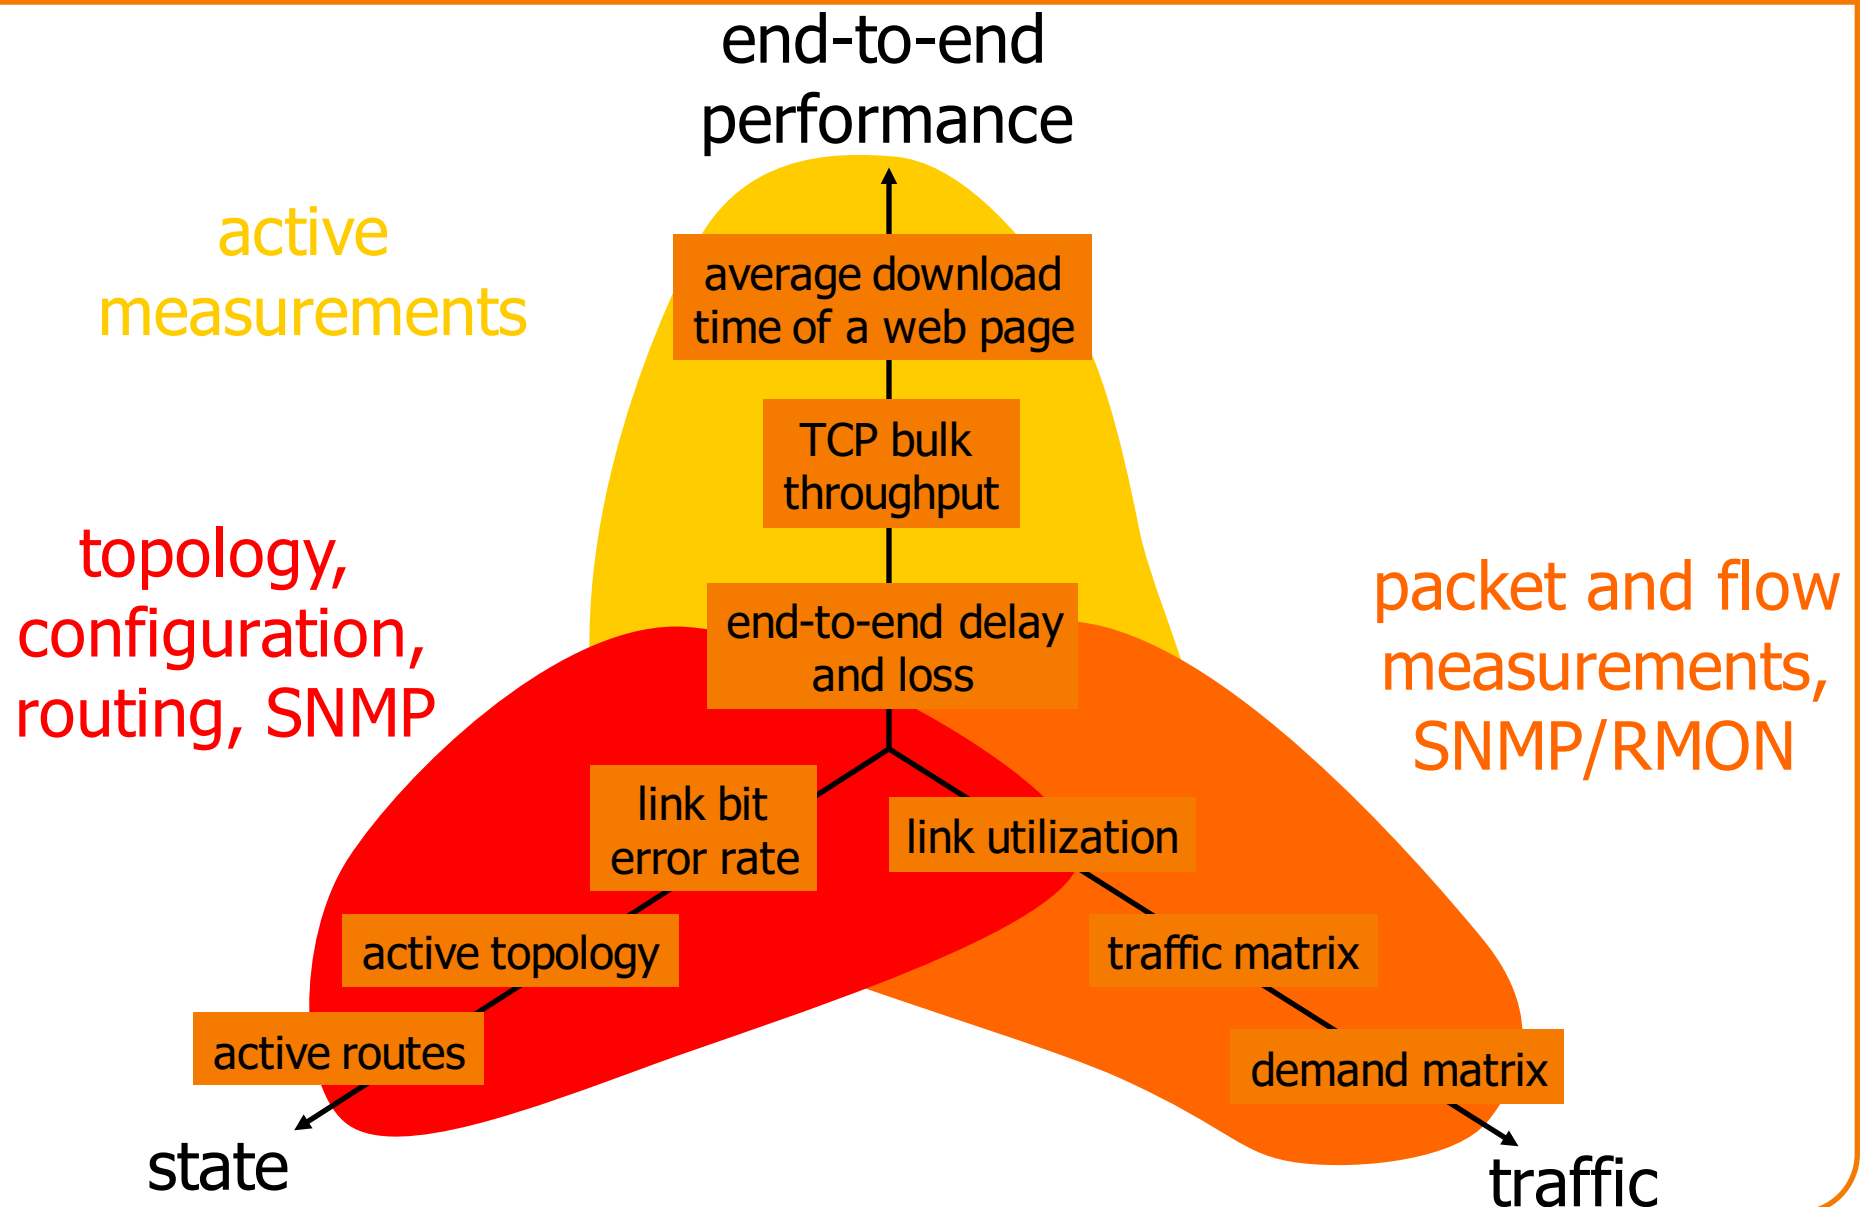 end-to-end
performance
active
measurements
average download
time of a web page
TCP bulk
throughput
topology,
configuration,
routing, SNMP
packet and flow
measurements,
SNMP/RMON
end-to-end delay
and loss
link bit
error rate
link utilization
active topology
traffic matrix
active routes
demand matrix
state
traffic